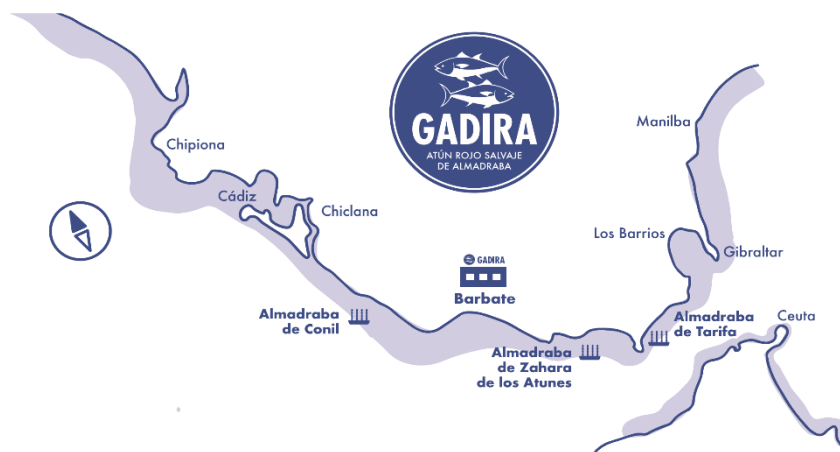 GADIRA
ATÚN ROJO SALVAJE
DE ALMADRABA
Manilba
Chipiona
Cádiz
Chiclana
Los Barrios
Gibraltar
GADIRA
Barbate
Almadraba
de Conil
Almadraba
de Tarifa
Ceuta
Almadraba
de Zahara
de los Atunes